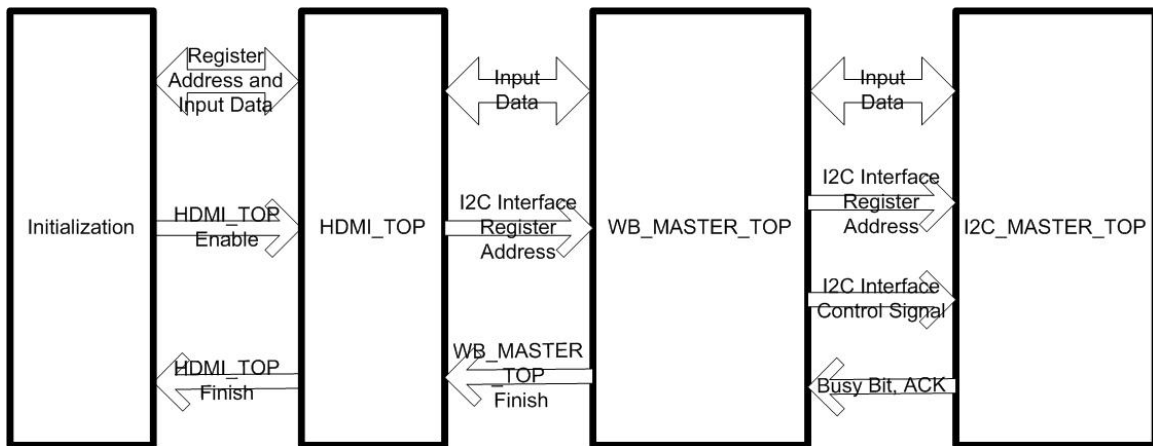 Initialization
Register
Address and
Input Data
HDMI_TOP
Enable
HDMI_TOP
Finish
HDMI_TOP
Input
Data
I2C Interface
Register
Address
WB_MASTER
_TOP
Finish
WB_MASTER_TOP
Input
Data
I2C Interface
Register
Address
I2C Interface
Control Signal
Busy Bit, ACK
I2C_MASTER_TOP